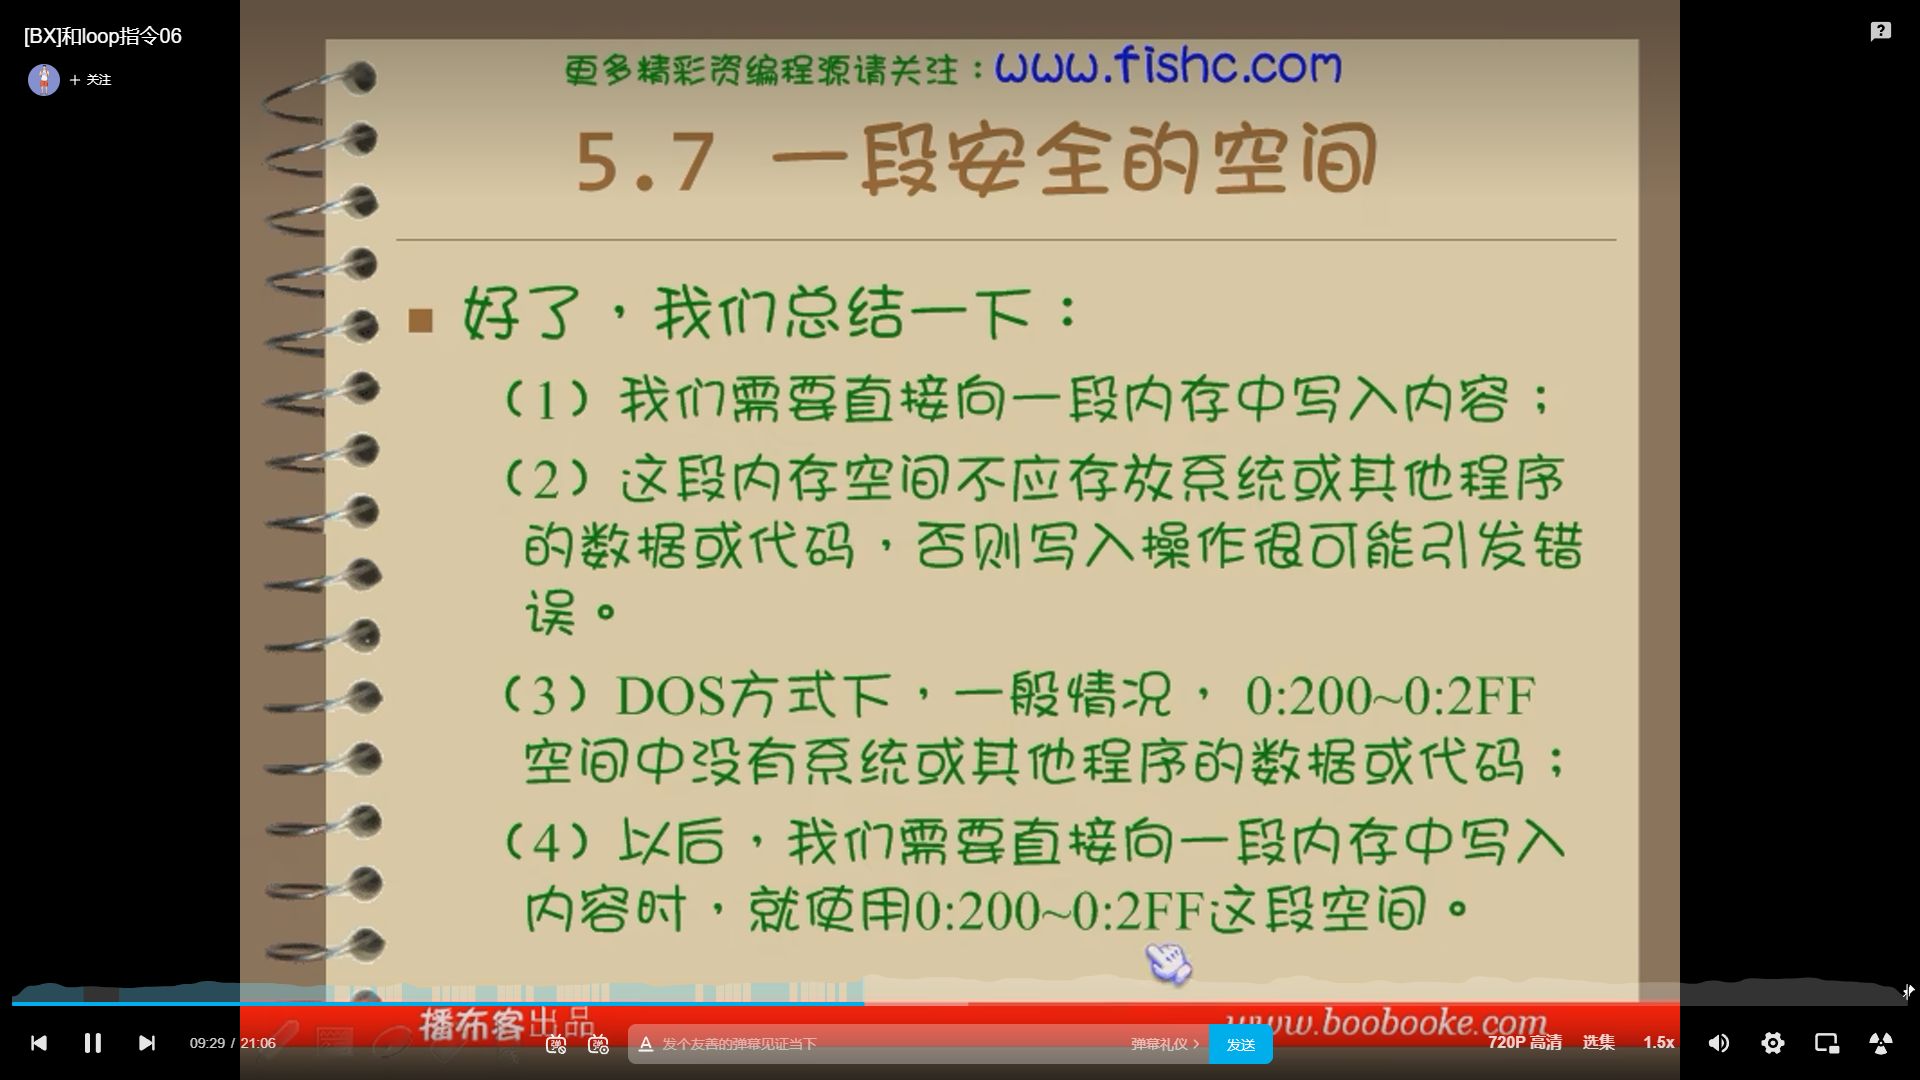 [BX]和loop指令06
+ 关注
更多精彩资编程源请关注：www.fishc.com
5.7 一段安全的空间
好了，我们总结一下：
（1）我们需要直接向一段内存中写入内容；
（2）这段内存空间不应存放系统或其他程序
的数据或代码，否则写入操作很可能引发错
误。
（3）DOS方式下，一般情况， 0:200~0:2FF
空间中没有系统或其他程序的数据或代码；
（4）以后，我们需要直接向一段内存中写入
内容时，就使用0:200~0:2FF这段空间。
播布客出品
www.boobooke.com
09:29 / 21:06
弹
弹
A 发个友善的弹幕见证当下
弹幕礼仪 >
发送
720P 高清
选集
1.5x